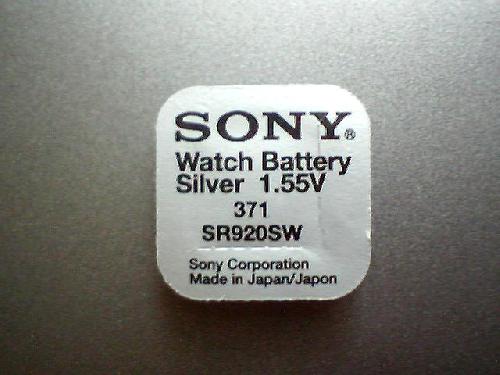 SONY®
Watch Battery
Silver 1.55V
371
SR920SW
Sony Corporation
Made in Japan/Japon